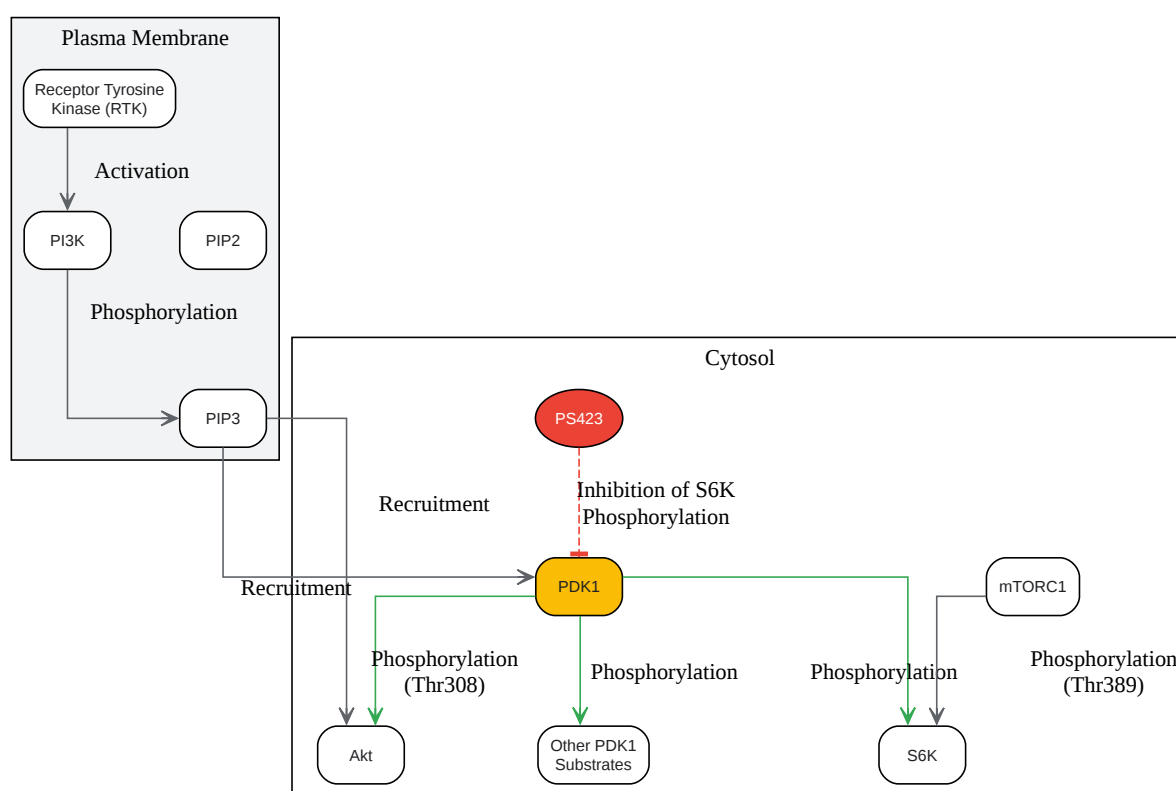 Plasma Membrane
Receptor Tyrosine
Kinase (RTK)
Activation
PI3K
PIP2
Phosphorylation
Cytosol
PIP3
PS423
Recruitment
Inhibition of S6K
Phosphorylation
Recruitment
PDK1
mTORC1
Phosphorylation
(Thr308)
Phosphorylation
Phosphorylation
Phosphorylation
(Thr389)
Akt
Other PDK1
Substrates
S6K